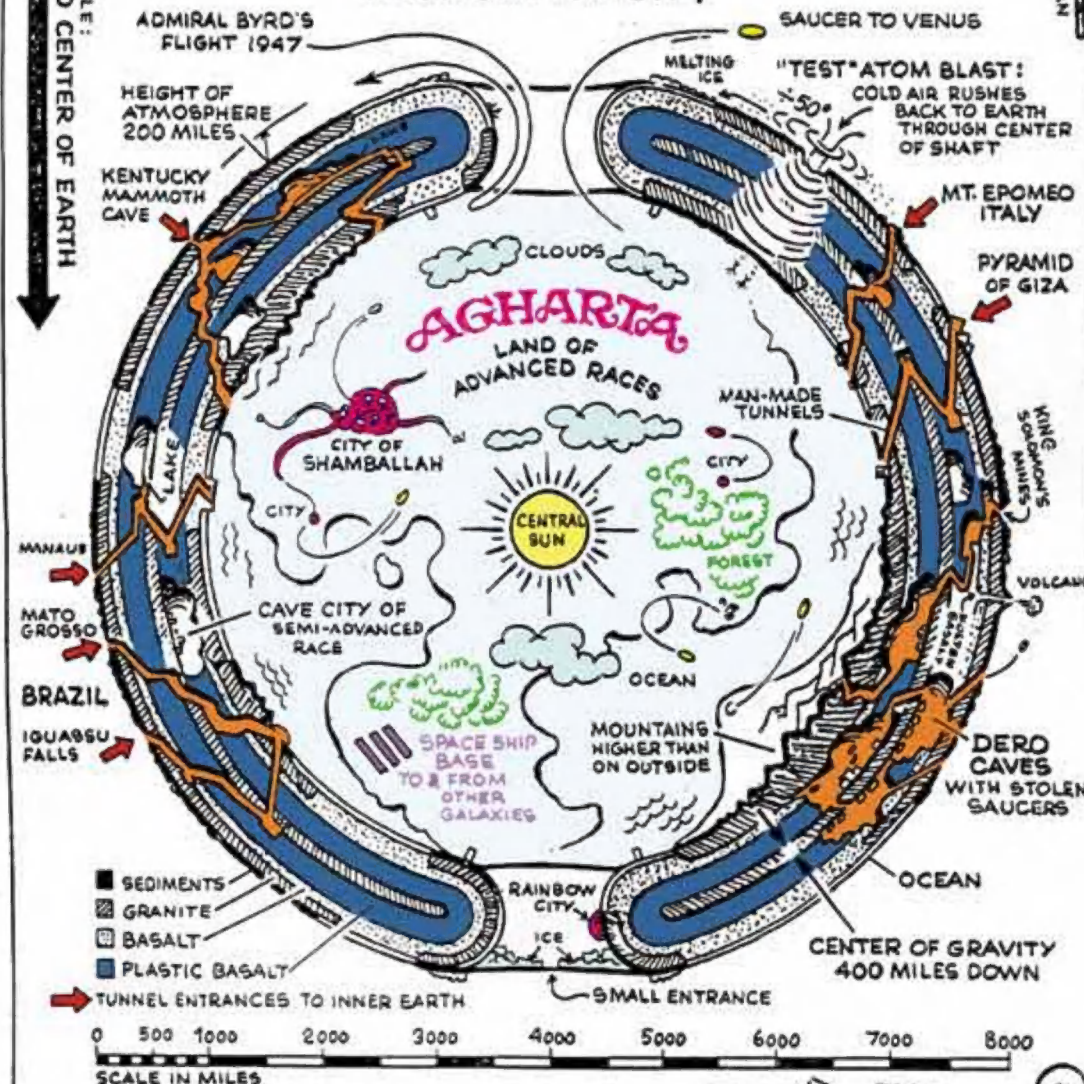 LE:
O CENTER OF EARTH
ADMIRAL BYRD'S
FLIGHT 1947
SAUCER TO VENUS
MELTING
ICE
"TEST" ATOM BLAST:
COLD AIR RUSHES
BACK TO EARTH
THROUGH CENTER
OF SHAFT
-50°
HEIGHT OF
ATMOSPHERE
200 MILES
KENTUCKY
MAMMOTH
CAVE
MT. EPOMEO
ITALY
PYRAMID
OF GIZA
CLOUDS
AGHARTA
LAND OF
ADVANCED RACES
MAN-MADE
TUNNELS
KING
SOLOMON'S
MINES
CITY OF
SHAMBALLAH
LAKE
CITY
CITY
CENTRAL
SUN
FOREST
MANAUS
VOLCANO
MATO
GROSSO
CAVE CITY OF
SEMI-ADVANCED
RACE
BRAZIL
OCEAN
IGUASSU
FALLS
SPACE SHIP
BASE
TO & FROM
OTHER
GALAXIES
MOUNTAINS
HIGHER THAN
ON OUTSIDE
DERO
CAVES
WITH STOLEN
SAUCERS
SEDIMENTS
GRANITE
BASALT
PLASTIC BASALT
TUNNEL ENTRANCES TO INNER EARTH
RAINBOW
CITY
ICE
SMALL ENTRANCE
OCEAN
CENTER OF GRAVITY
400 MILES DOWN
0 500 1000 2000 3000 4000 5000 6000 7000 8000
SCALE IN MILES